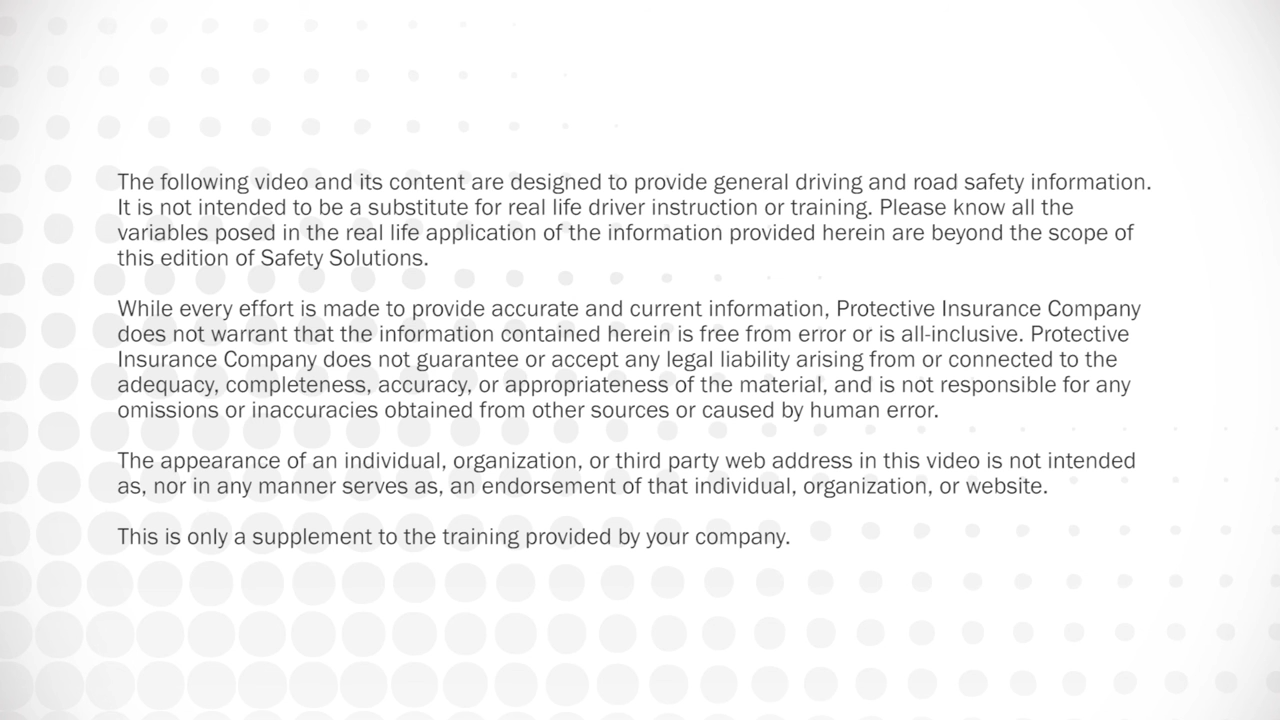 The following video and its content are designed to provide general driving and road safety information.
It is not intended to be a substitute for real life driver instruction or training. Please know all the
variables posed in the real life application of the information provided herein are beyond the scope of
this edition of Safety Solutions.
While every effort is made to provide accurate and current information, Protective Insurance Company
does not warrant that the information contained herein is free from error or is all-inclusive. Protective
Insurance Company does not guarantee or accept any legal liability arising from or connected to the
adequacy, completeness, accuracy, or appropriateness of the material, and is not responsible for any
omissions or inaccuracies obtained from other sources or caused by human error.
The appearance of an individual, organization, or third party web address in this video is not intended
as, nor in any manner serves as, an endorsement of that individual, organization, or website.
This is only a supplement to the training provided by your company.